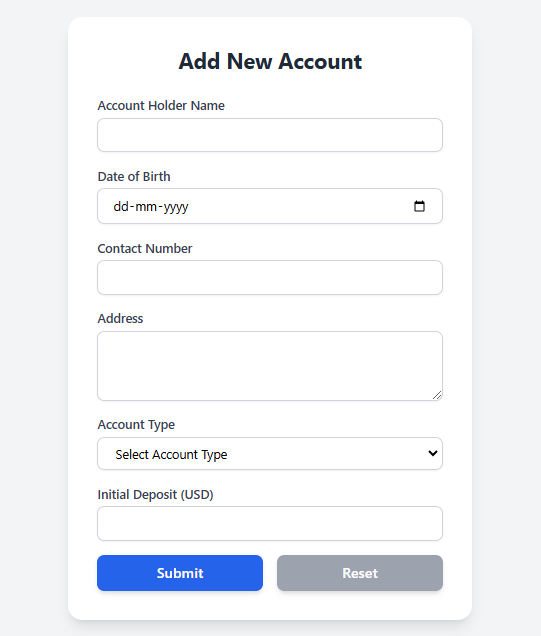 Add New Account
Account Holder Name
Date of Birth
dd-mm-yyyy
Contact Number
Address
Account Type
Select Account Type
Initial Deposit (USD)
Submit Reset